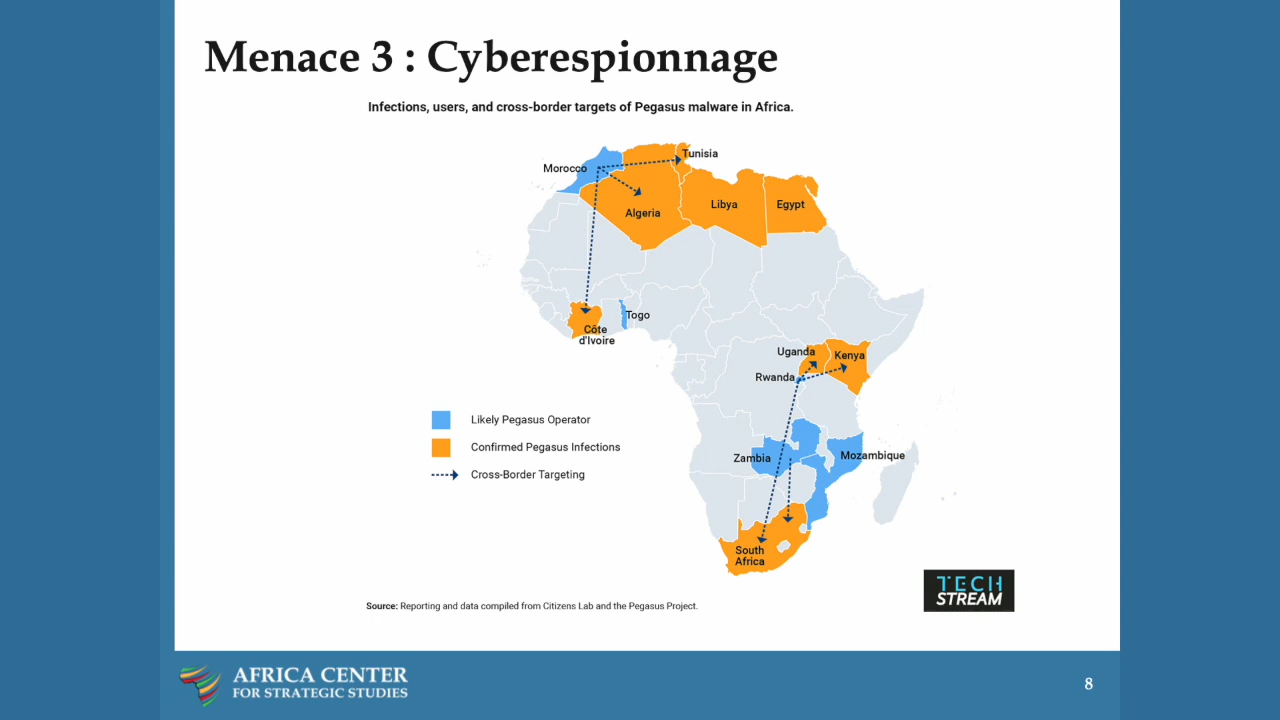 Menace 3 : Cyberespionnage
Infections, users, and cross-border targets of Pegasus malware in Africa.
Tunisia
Morocco
Algeria
Libya
Egypt
Togo
Côte
d'Ivoire
Uganda
Kenya
Rwanda
Likely Pegasus Operator
Confirmed Pegasus Infections
Cross-Border Targeting
Zambia
Mozambique
South
Africa
TECH
STREAM
Source: Reporting and data compiled from Citizens Lab and the Pegasus Project.
AFRICA CENTER
FOR STRATEGIC STUDIES
8